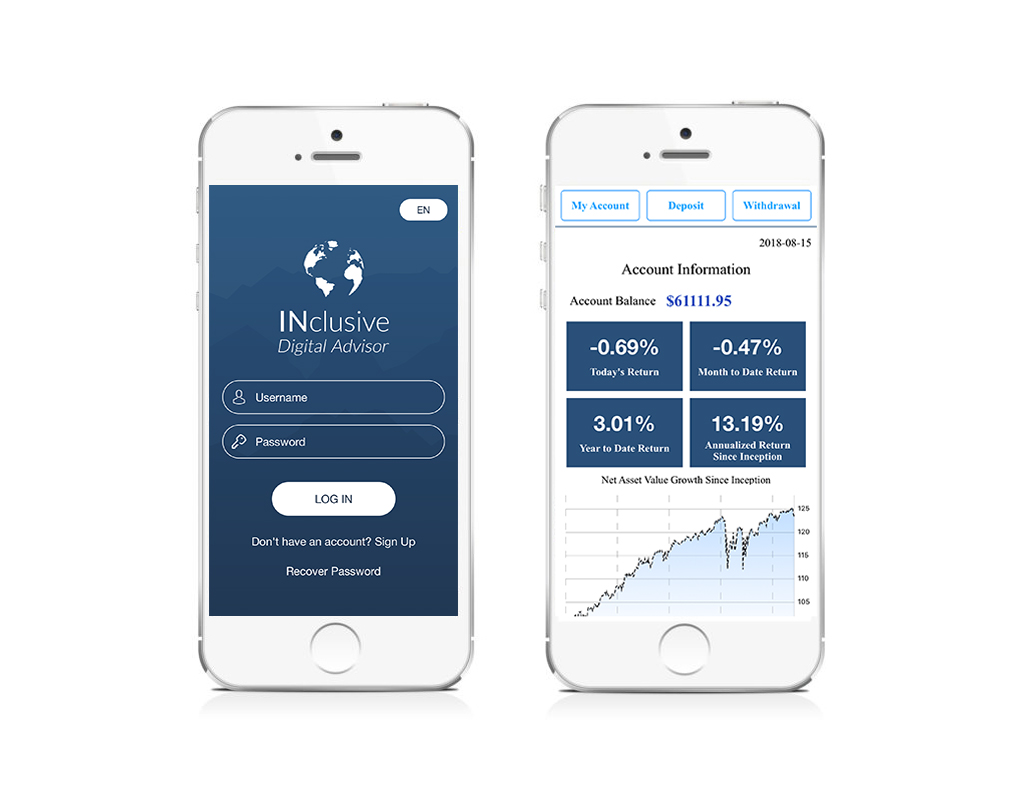 EN
INclusive
Digital Advisor
Username
Password
LOG IN
Don't have an account? Sign Up
Recover Password
My Account
Deposit
Withdrawal
2018-08-15
Account Information
Account Balance $61111.95
-0.69%
Today's Return
-0.47%
Month to Date Return
3.01%
Year to Date Return
13.19%
Annualized Return
Since Inception
Net Asset Value Growth Since Inception
125
120
115
110
105